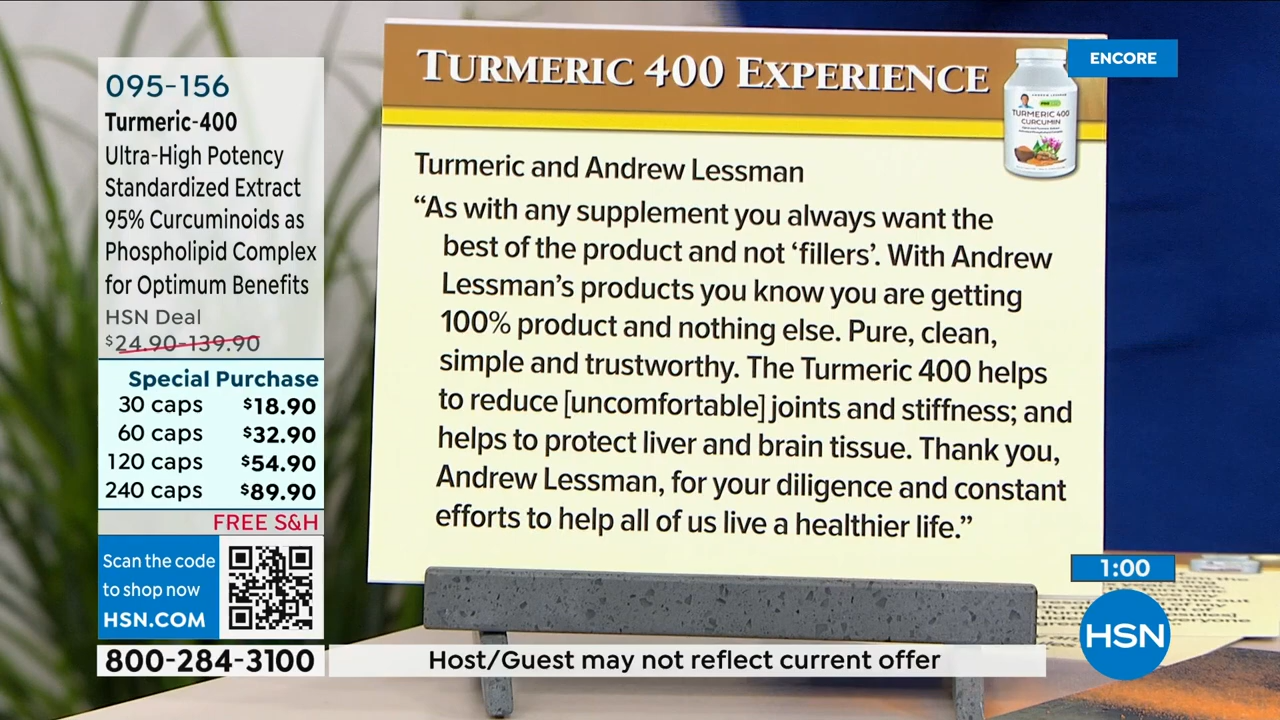 095-156
Turmeric-400
Ultra-High Potency
Standardized Extract
95% Curcuminoids as
Phospholipid Complex
for Optimum Benefits
HSN Deal
$24.90-139.90
Special Purchase
30 caps $18.90
60 caps $32.90
120 caps $54.90
240 caps $89.90
FREE S&H
Scan the code
to shop now
HSN.COM
800-284-3100
TURMERIC 400 EXPERIENCE
ANDREW LESSMAN
TURMERIC 400
CURCUMIN
ENCORE
Turmeric and Andrew Lessman
“As with any supplement you always want the
best of the product and not ‘fillers’. With Andrew
Lessman’s products you know you are getting
100% product and nothing else. Pure, clean,
simple and trustworthy. The Turmeric 400 helps
to reduce [uncomfortable] joints and stiffness; and
helps to protect liver and brain tissue. Thank you,
Andrew Lessman, for your diligence and constant
efforts to help all of us live a healthier life.”
1:00
HSN
Host/Guest may not reflect current offer